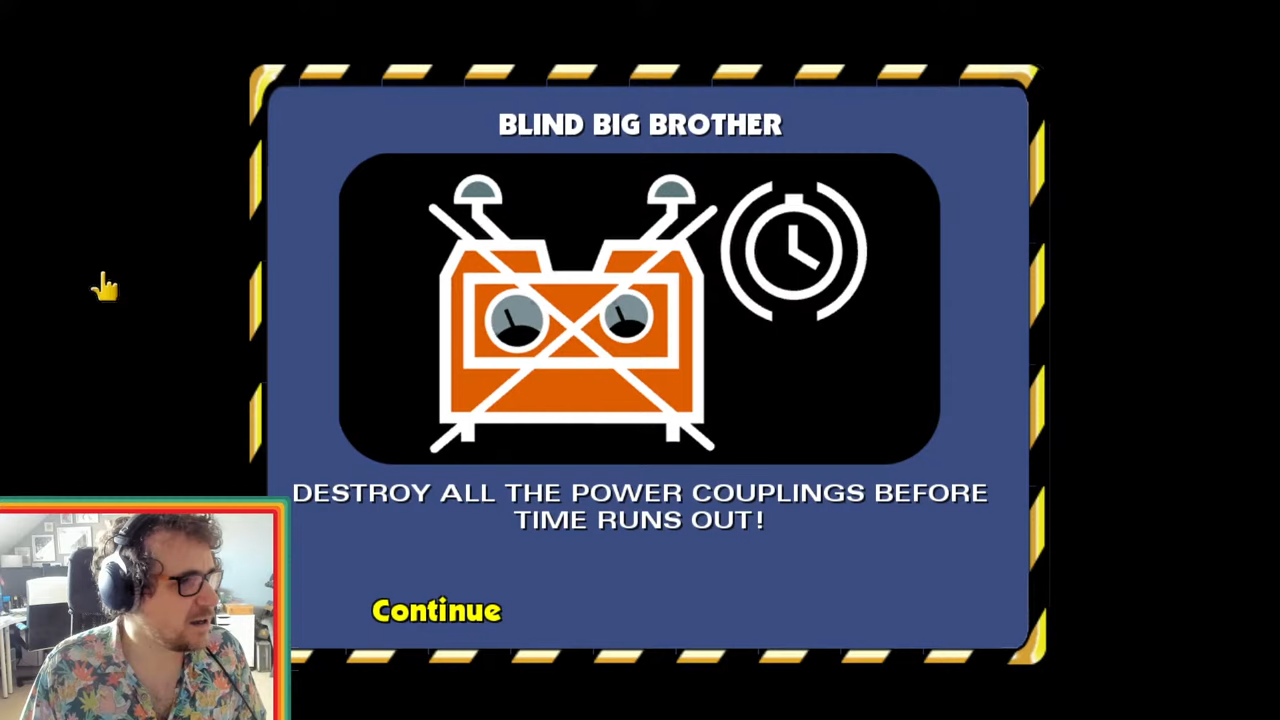 BLIND BIG BROTHER
DESTROY ALL THE POWER COUPLINGS BEFORE
TIME RUNS OUT!
Continue